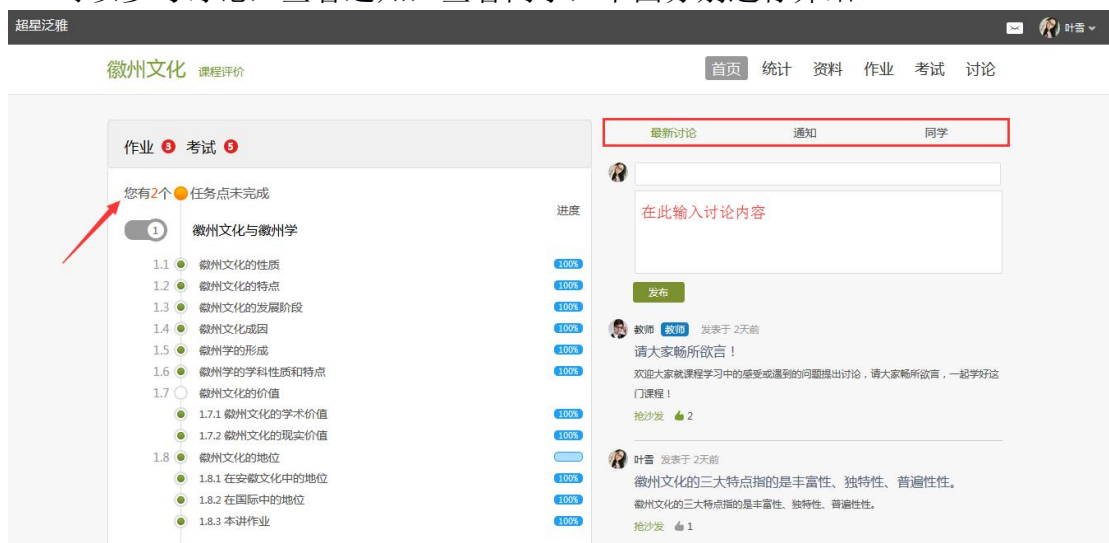 超星泛雅
叶雪
徽州文化 课程评价
首页 统计 资料 作业 考试 讨论
作业 3 考试 5
您有2个 任务点未完成
进度
1 徽州文化与徽州学
1.1 徽州文化的性质 100%
1.2 徽州文化的特点 100%
1.3 徽州文化的发展阶段 100%
1.4 徽州文化成因 100%
1.5 徽州学的形成 100%
1.6 徽州学的学科性质和特点 100%
1.7 徽州文化的价值
1.7.1 徽州文化的学术价值 100%
1.7.2 徽州文化的现实价值 100%
1.8 徽州文化的地位
1.8.1 在安徽文化中的地位 100%
1.8.2 在国际中的地位 100%
1.8.3 本讲作业 100%
最新讨论 通知 同学
在此输入讨论内容
发布
教师 教师 发表于 2天前
请大家畅所欲言！
欢迎大家就课程学习中的感受或遇到的问题提出讨论，请大家畅所欲言，一起学好这
门课程！
抢沙发 2
叶雪 发表于 2天前
徽州文化的三大特点指的是丰富性、独特性、普遍性性。
徽州文化的三大特点指的是丰富性、独特性、普遍性性。
抢沙发 1